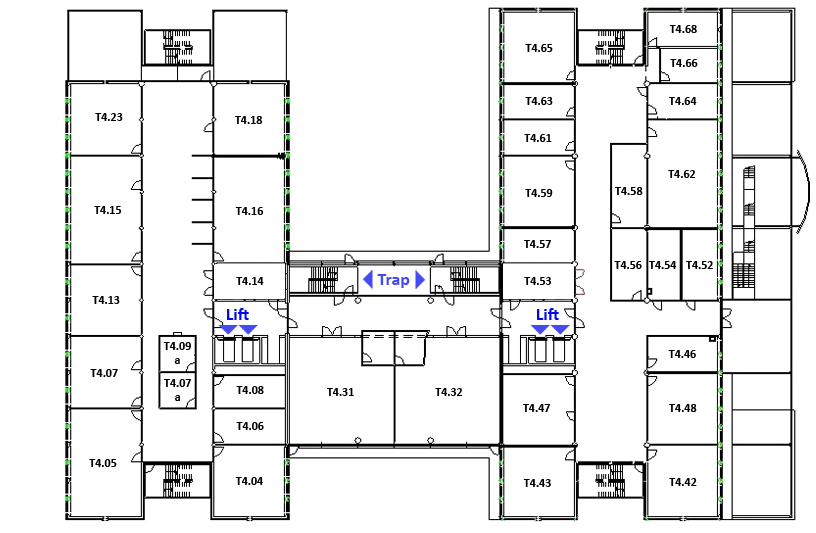 T4.68
T4.65
T4.66
T4.63
T4.64
T4.23
T4.18
T4.61
T4.62
T4.58
T4.59
T4.15
T4.16
T4.57
T4.56
T4.54
T4.52
T4.14
Trap
T4.53
T4.13
Lift
Lift
T4.09
a
T4.46
T4.07
T4.07
a
T4.08
T4.31
T4.32
T4.47
T4.48
T4.06
T4.05
T4.04
T4.43
T4.42